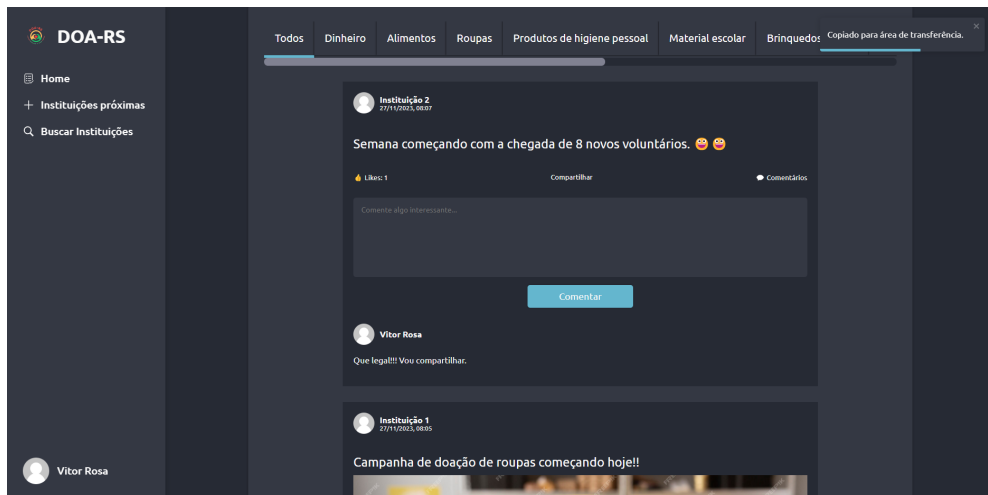 DOA-RS
Home
Instituições próximas
Buscar Instituições
Vitor Rosa
Todos
Dinheiro
Alimentos
Roupas
Produtos de higiene pessoal
Material escolar
Brinquedos
Copiado para área de transferência.
Instituição 2
27/11/2023, 08:07
Semana começando com a chegada de 8 novos voluntários. 😀 😀
👍 Likes: 1
Compartilhar
💬 Comentários
Comente algo interessante...
Comentar
Vitor Rosa
Que legal!!! Vou compartilhar.
Instituição 1
27/11/2023, 08:05
Campanha de doação de roupas começando hoje!!